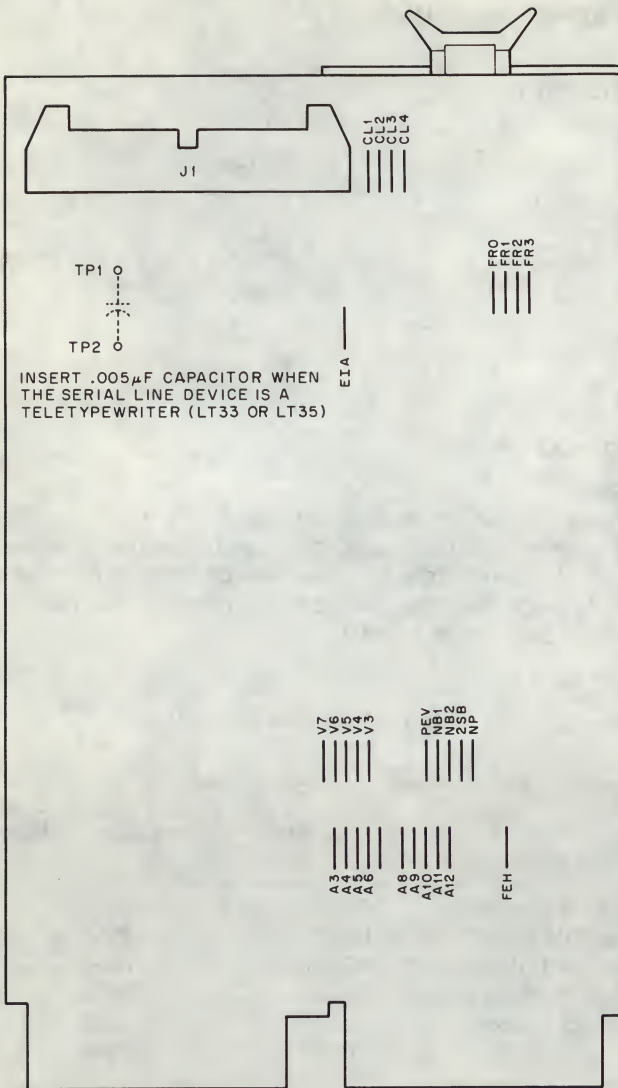 J1
CL1
CL2
CL3
CL4
FR0
FR1
FR2
FR3
TP1
TP2
EIA
INSERT .005µF CAPACITOR WHEN
THE SERIAL LINE DEVICE IS A
TELETYPEWRITER (LT33 OR LT35)
V7
V6
V5
V4
V3
PEV
NB1
NB2
2SB
NP
A3
A4
A5
A6
A8
A9
A10
A11
A12
FEH